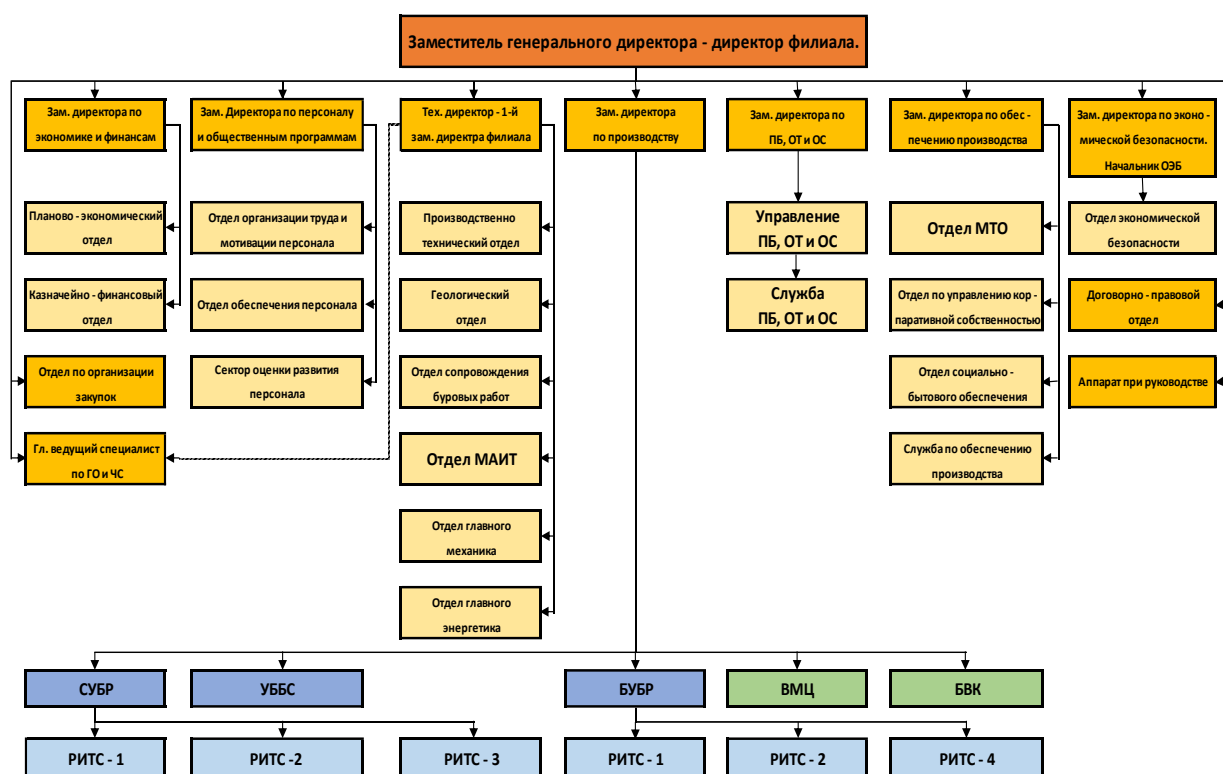 Заместитель генерального директора - директор филиала.
Зам. директора по
экономике и финансам
Зам. Директора по персоналу
и общественным программам
Тех. директор - 1-й
зам. директра филиала
Зам. директора
по производству
Зам. директора по
ПБ, ОТ и ОС
Зам. директора по обес -
печению производства
Зам. директора по эконо -
мической безопасности.
Начальник ОЭБ
Планово - экономический
отдел
Отдел организации труда и
мотивации персонала
Производственно
технический отдел
Управление
ПБ, ОТ и ОС
Отдел МТО
Отдел экономической
безопасности
Казначейно - финансовый
отдел
Отдел обеспечения персонала
Геологический
отдел
Служба
ПБ, ОТ и ОС
Отдел по управлению кор -
паративной собственностью
Договорно - правовой
отдел
Отдел по организации
закупок
Сектор оценки развития
персонала
Отдел сопровождения
буровых работ
Отдел социально -
бытового обеспечения
Аппарат при руководстве
Гл. ведущий специалист
по ГО и ЧС
Отдел МАИТ
Служба по обеспечению
производства
Отдел главного
механика
Отдел главного
энергетика
СУБР
УББС
БУБР
ВМЦ
БВК
РИТС - 1
РИТС -2
РИТС - 3
РИТС - 1
РИТС - 2
РИТС - 4